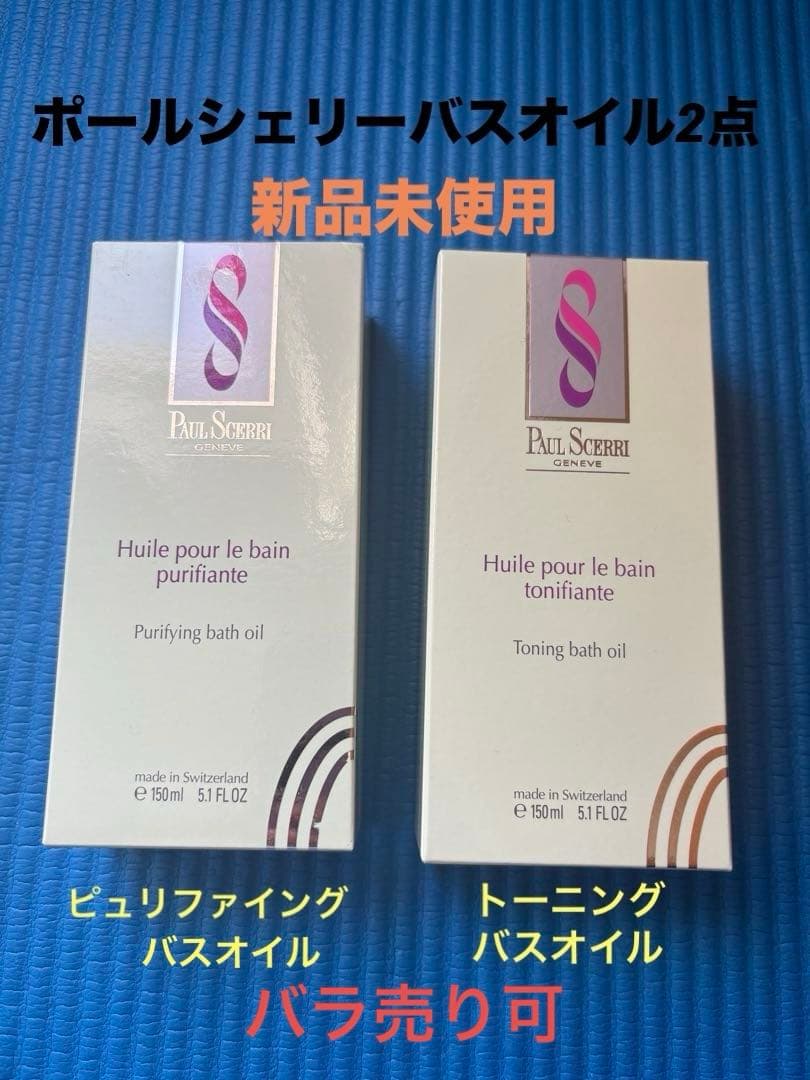 ポールシェリーバスオイル2点
新品未使用
PAUL SCERRI
GENEVE
Huile pour le bain
purifiante
Purifying bath oil
made in Switzerland
℮ 150ml 5.1 FL OZ
PAUL SCERRI
GENEVE
Huile pour le bain
tonifiante
Toning bath oil
made in Switzerland
℮ 150ml 5.1 FL OZ
ピュリファイング
バスオイル
トーニング
バスオイル
バラ売り可